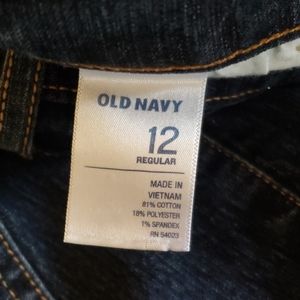 OLD NAVY
12
REGULAR
MADE IN
VIETNAM
81% COTTON
18% POLYESTER
1% SPANDEX
RN 54023